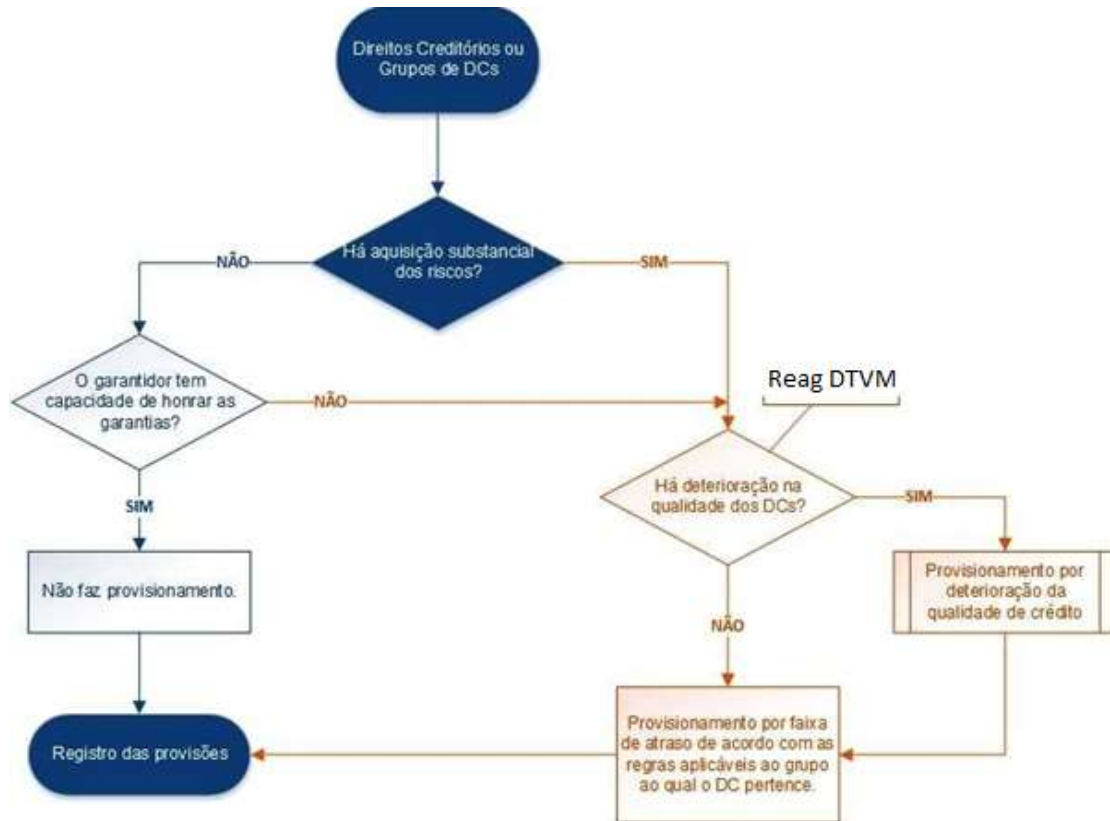 Direitos Creditórios ou
Grupos de DCs
Há aquisição substancial
dos riscos?
NÃO
SIM
O garantidor tem
capacidade de honrar as
garantias?
NÃO
Reag DTVM
Há deterioração na
qualidade dos DCs?
SIM
SIM
Não faz provisionamento.
Provisionamento por
deterioração da
qualidade de crédito
NÃO
Provisionamento por faixa
de atraso de acordo com as
regras aplicáveis ao grupo
ao qual o DC pertence.
Registro das provisões